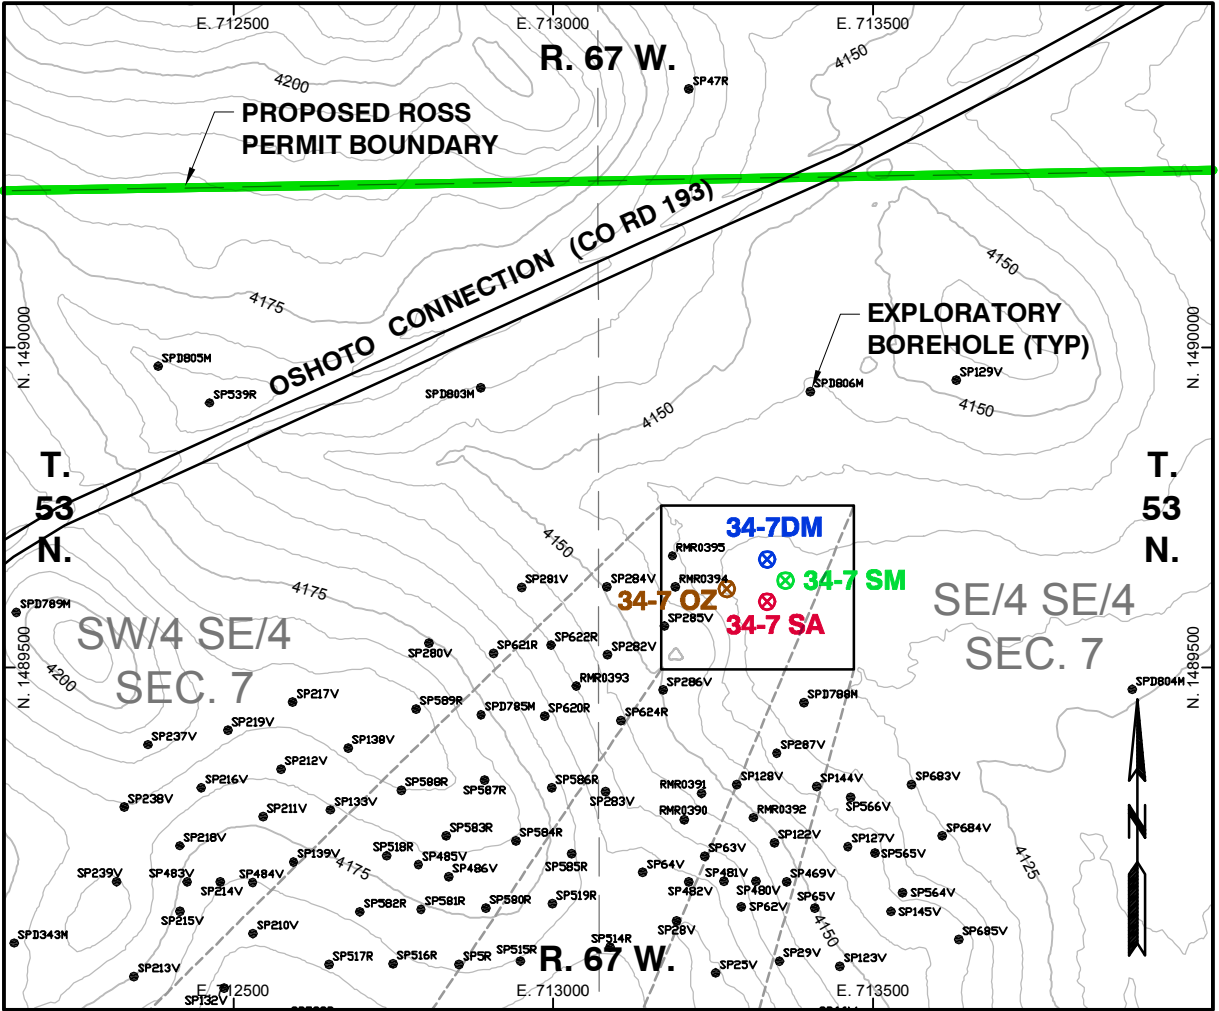 E. 712500
E. 713000
E. 713500
R. 67 W.
4150
4200
SP47R
PROPOSED ROSS
PERMIT BOUNDARY
OSHOTO CONNECTION (CO RD 193)
4150
4175
EXPLORATORY
BOREHOLE (TYP)
N. 1490000
N. 1490000
SPD805M
SP539R
SPD803M
SPD806M
SP129V
4150
4150
T.
53
N.
T.
53
N.
34-7DM
RMR0395
4150
34-7 SM
SP281V
SP284V
RMR0394
34-7 OZ
4175
SPD789M
SW/4 SE/4
SEC. 7
SE/4 SE/4
SEC. 7
SP285V
34-7 SA
SP622R
SP621R
SP280V
SP282V
N. 1489500
N. 1489500
4200
RMR0393
SP286V
SPD788M
SPD804M
SP217V
SP589R
SPD785M
SP620R
SP624R
SP219V
SP237V
SP138V
SP287V
SP212V
SP216V
SP588R
SP587R
SP586R
SP283V
RMR0391
SP128V
SP144V
SP683V
SP238V
SP211V
SP133V
SP566V
RMR0390
RMR0392
N
SP218V
SP583R
SP584R
SP122V
SP127V
SP684V
SP139V
SP518R
SP485V
SP585R
SP63V
SP565V
4125
SP239V
SP483V
SP214V
SP484V
4175
SP486V
SP64V
SP482V
SP481V
SP480V
SP469V
SP564V
SP215V
SP582R
SP581R
SP580R
SP519R
SP62V
SP65V
SP145V
SP210V
SP28V
4150
SP685V
SPD343M
SP514R
SP213V
SP517R
SP516R
SP5R
SP515R
R. 67 W.
SP25V
SP29V
SP123V
SP132V
E. 712500
E. 713000
E. 713500